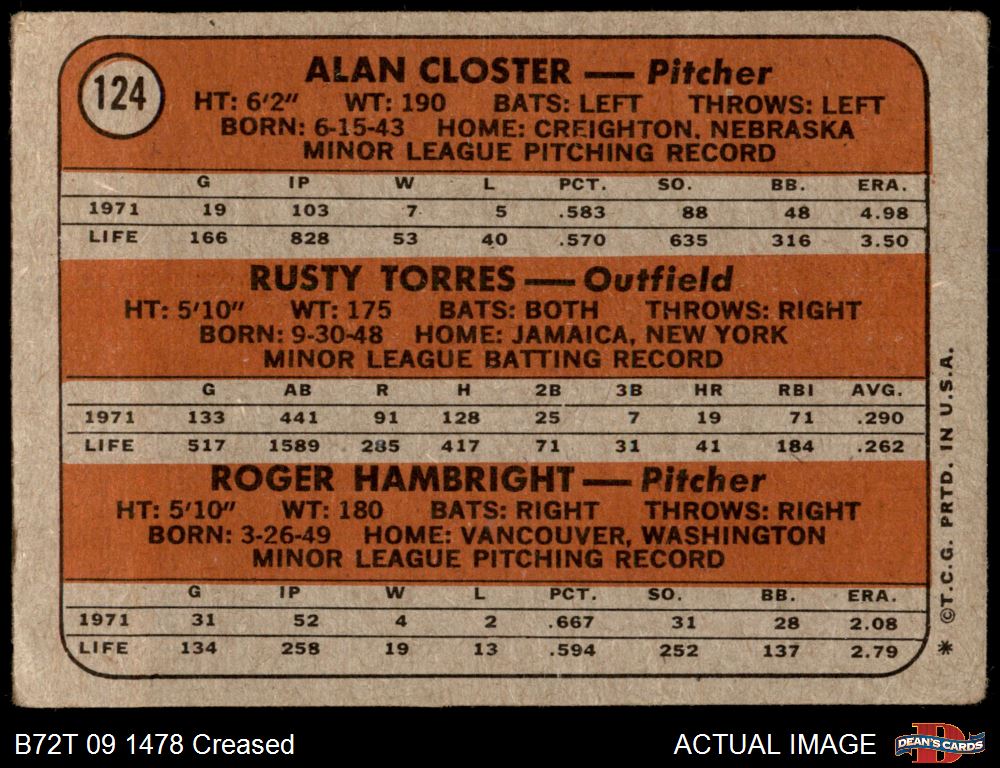 124
ALAN CLOSTER — Pitcher
HT: 6'2" WT: 190 BATS: LEFT THROWS: LEFT
BORN: 6-15-43 HOME: CREIGHTON, NEBRASKA
MINOR LEAGUE PITCHING RECORD
G IP W L PCT. SO. BB. ERA.
1971 19 103 7 5 .583 88 48 4.98
LIFE 166 828 53 40 .570 635 316 3.50
RUSTY TORRES — Outfield
HT: 5'10" WT: 175 BATS: BOTH THROWS: RIGHT
BORN: 9-30-48 HOME: JAMAICA, NEW YORK
MINOR LEAGUE BATTING RECORD
G AB R H 2B 3B HR RBI AVG.
1971 133 441 91 128 25 7 19 71 .290
LIFE 517 1589 285 417 71 31 41 184 .262
ROGER HAMBRIGHT — Pitcher
HT: 5'10" WT: 180 BATS: RIGHT THROWS: RIGHT
BORN: 3-26-49 HOME: VANCOUVER, WASHINGTON
MINOR LEAGUE PITCHING RECORD
G IP W L PCT. SO. BB. ERA.
1971 31 52 4 2 .667 31 28 2.08
LIFE 134 258 19 13 .594 252 137 2.79
* ©T.C.G. PRTD. IN U.S.A.
B72T 09 1478 Creased
ACTUAL IMAGE
DEAN'S CARDS